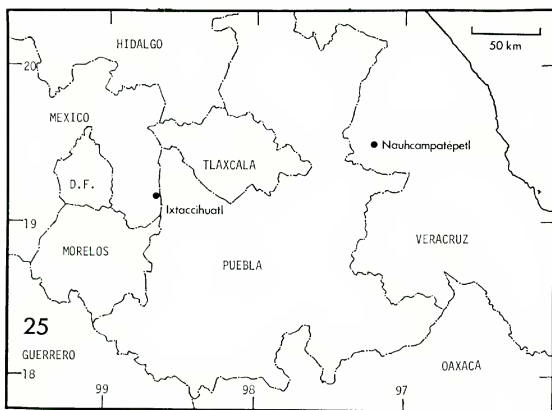 HIDALGO
50 km
20
MEXICO
Nauhcampatépetl
TLAXCALA
D.F.
Ixtaccihuatl
19
VERACRUZ
MORELOS
PUEBLA
25
GUERRERO
OAXACA
18
99
98
97